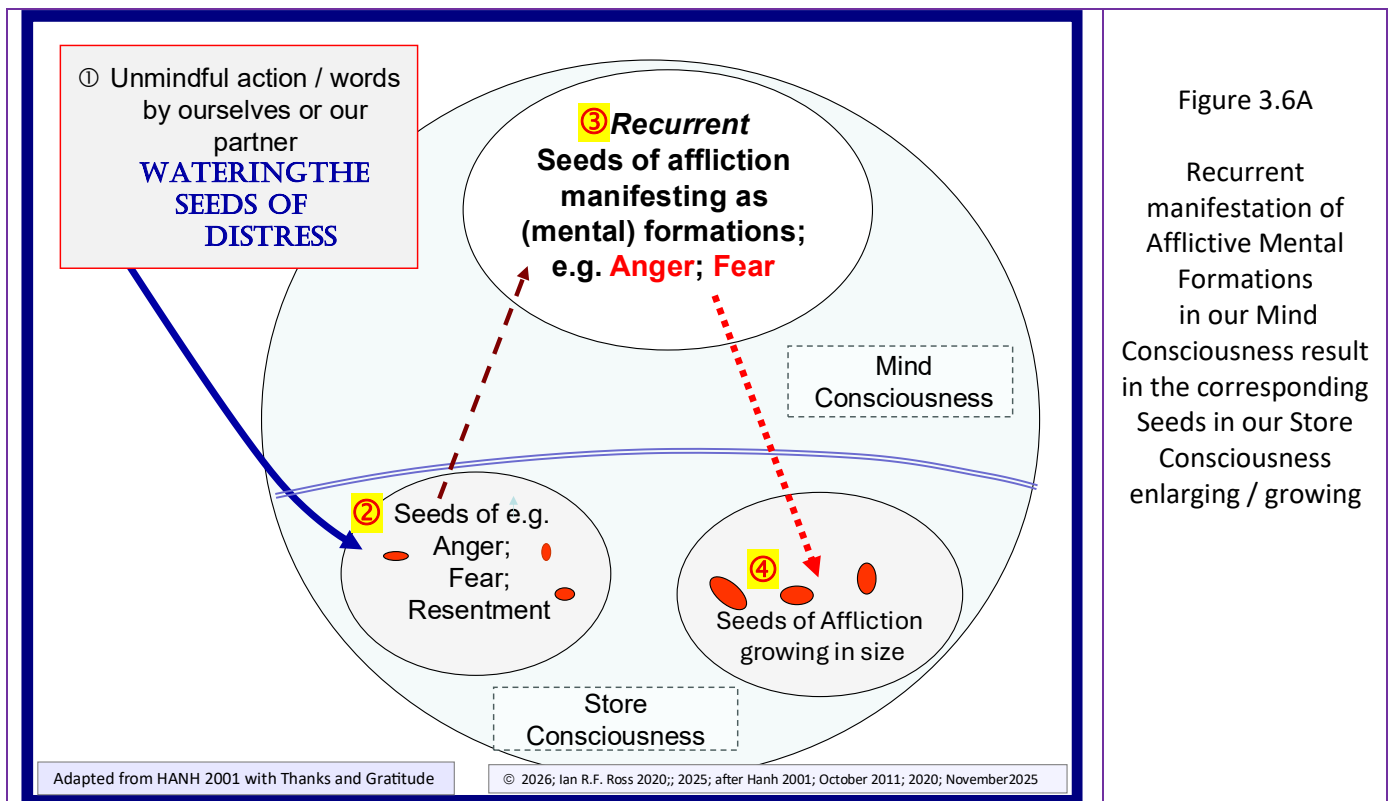 ① Unmindful action / words
by ourselves or our
partner
WATERINGTHE
SEEDS OF
DISTRESS
③Recurrent
Seeds of affliction
manifesting as
(mental) formations;
e.g. Anger; Fear
Mind
Consciousness
② Seeds of e.g.
Anger;
Fear;
Resentment
④
Seeds of Affliction
growing in size
Store
Consciousness
Adapted from HANH 2001 with Thanks and Gratitude
© 2026; Ian R.F. Ross 2020;; 2025; after Hanh 2001; October 2011; 2020; November2025
Figure 3.6A
Recurrent
manifestation of
Afflictive Mental
Formations
in our Mind
Consciousness result
in the corresponding
Seeds in our Store
Consciousness
enlarging / growing